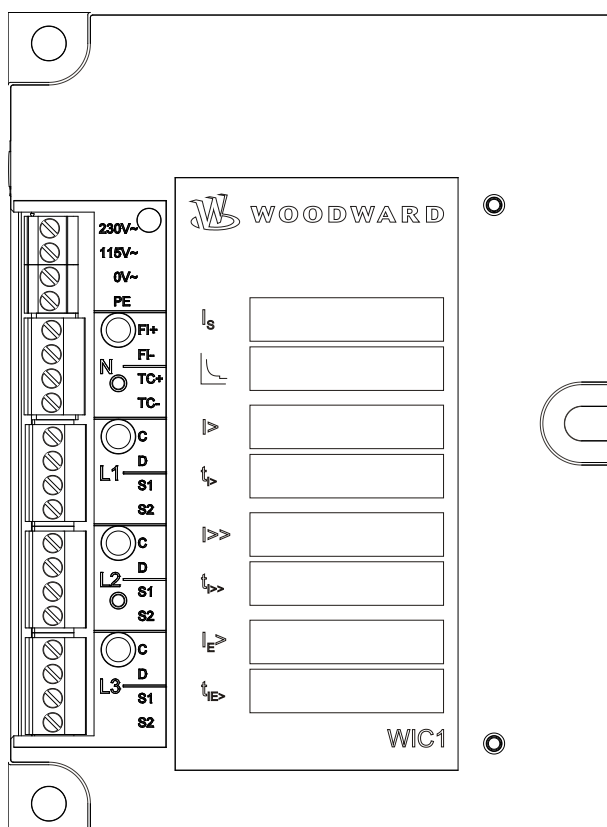 WOODWARD
230V~
115V~
0V~
PE
FI+
FI-
N
TC+
TC-
C
D
L1
S1
S2
C
D
L2
S1
S2
C
D
L3
S1
S2
IS
I>
tI>
I>>
tI>>
IE>
tIE>
WIC1